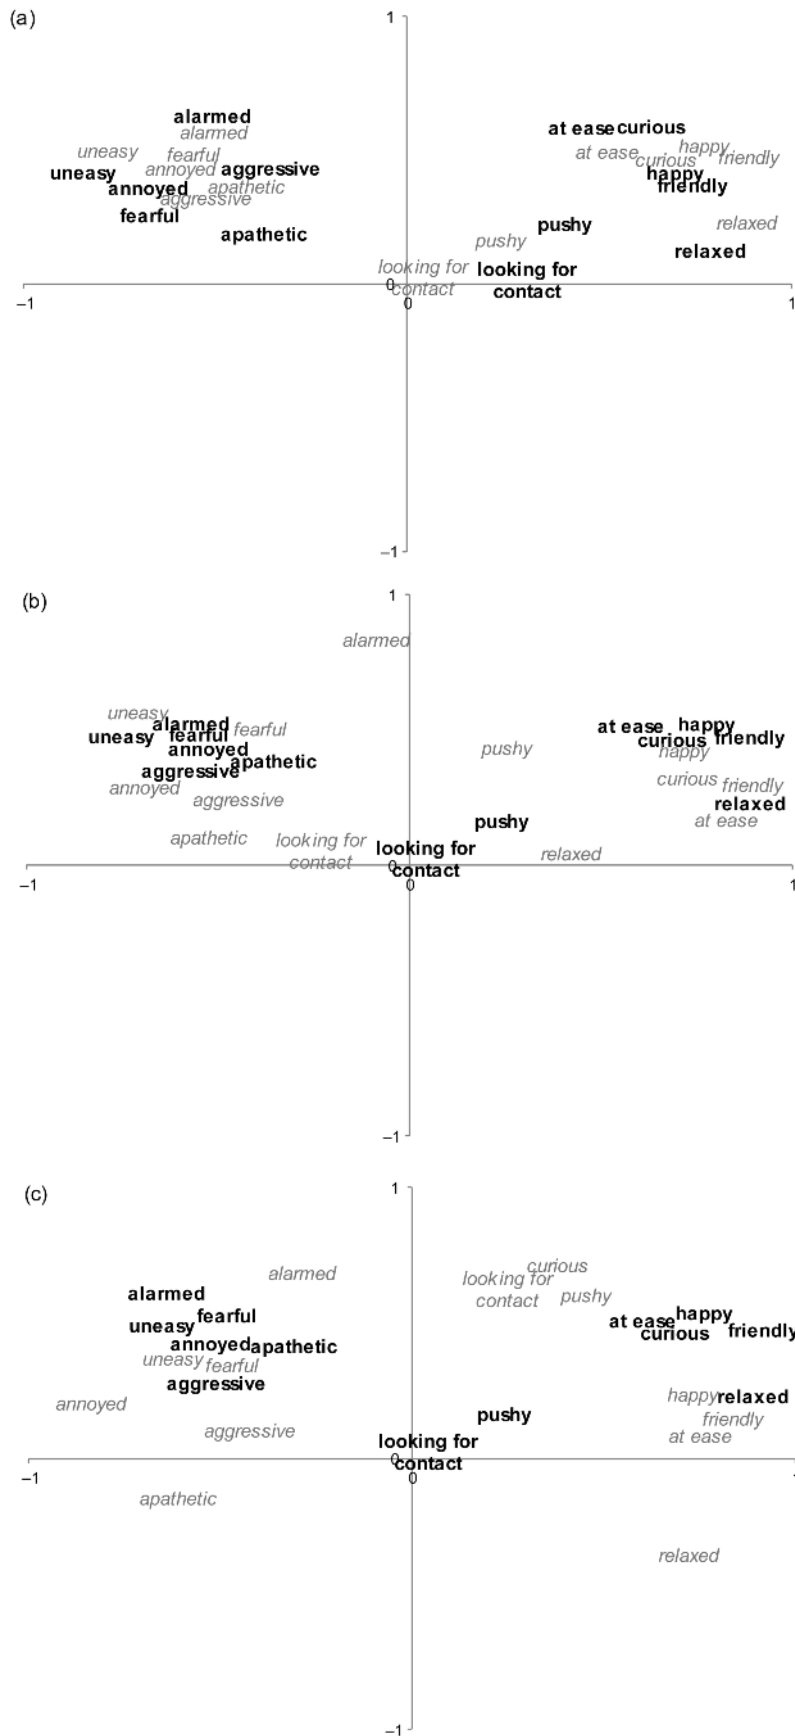 (a)
1
alarmed
alarmed
at ease curious
uneasy
fearful
at ease
curious
happy
friendly
uneasy
annoyed
aggressive
happy
annoyed
apathetic
friendly
aggressive
fearful
apathetic
pushy
pushy
relaxed
relaxed
looking for
contact
looking for
contact
–1
0
0
1
–1
(b)
1
alarmed
uneasy
alarmed
fearful
fearful
uneasy
annoyed
apathetic
aggressive
annoyed
aggressive
apathetic
looking for
contact
looking for
contact
pushy
pushy
at ease
happy
curious
friendly
happy
curious
friendly
relaxed
at ease
relaxed
–1
0
0
1
–1
(c)
1
alarmed
alarmed
fearful
uneasy
annoyed
apathetic
uneasy
fearful
aggressive
annoyed
aggressive
apathetic
curious
looking for
contact
pushy
at ease
happy
curious
friendly
happy
relaxed
friendly
at ease
pushy
looking for
contact
relaxed
–1
0
0
1
–1